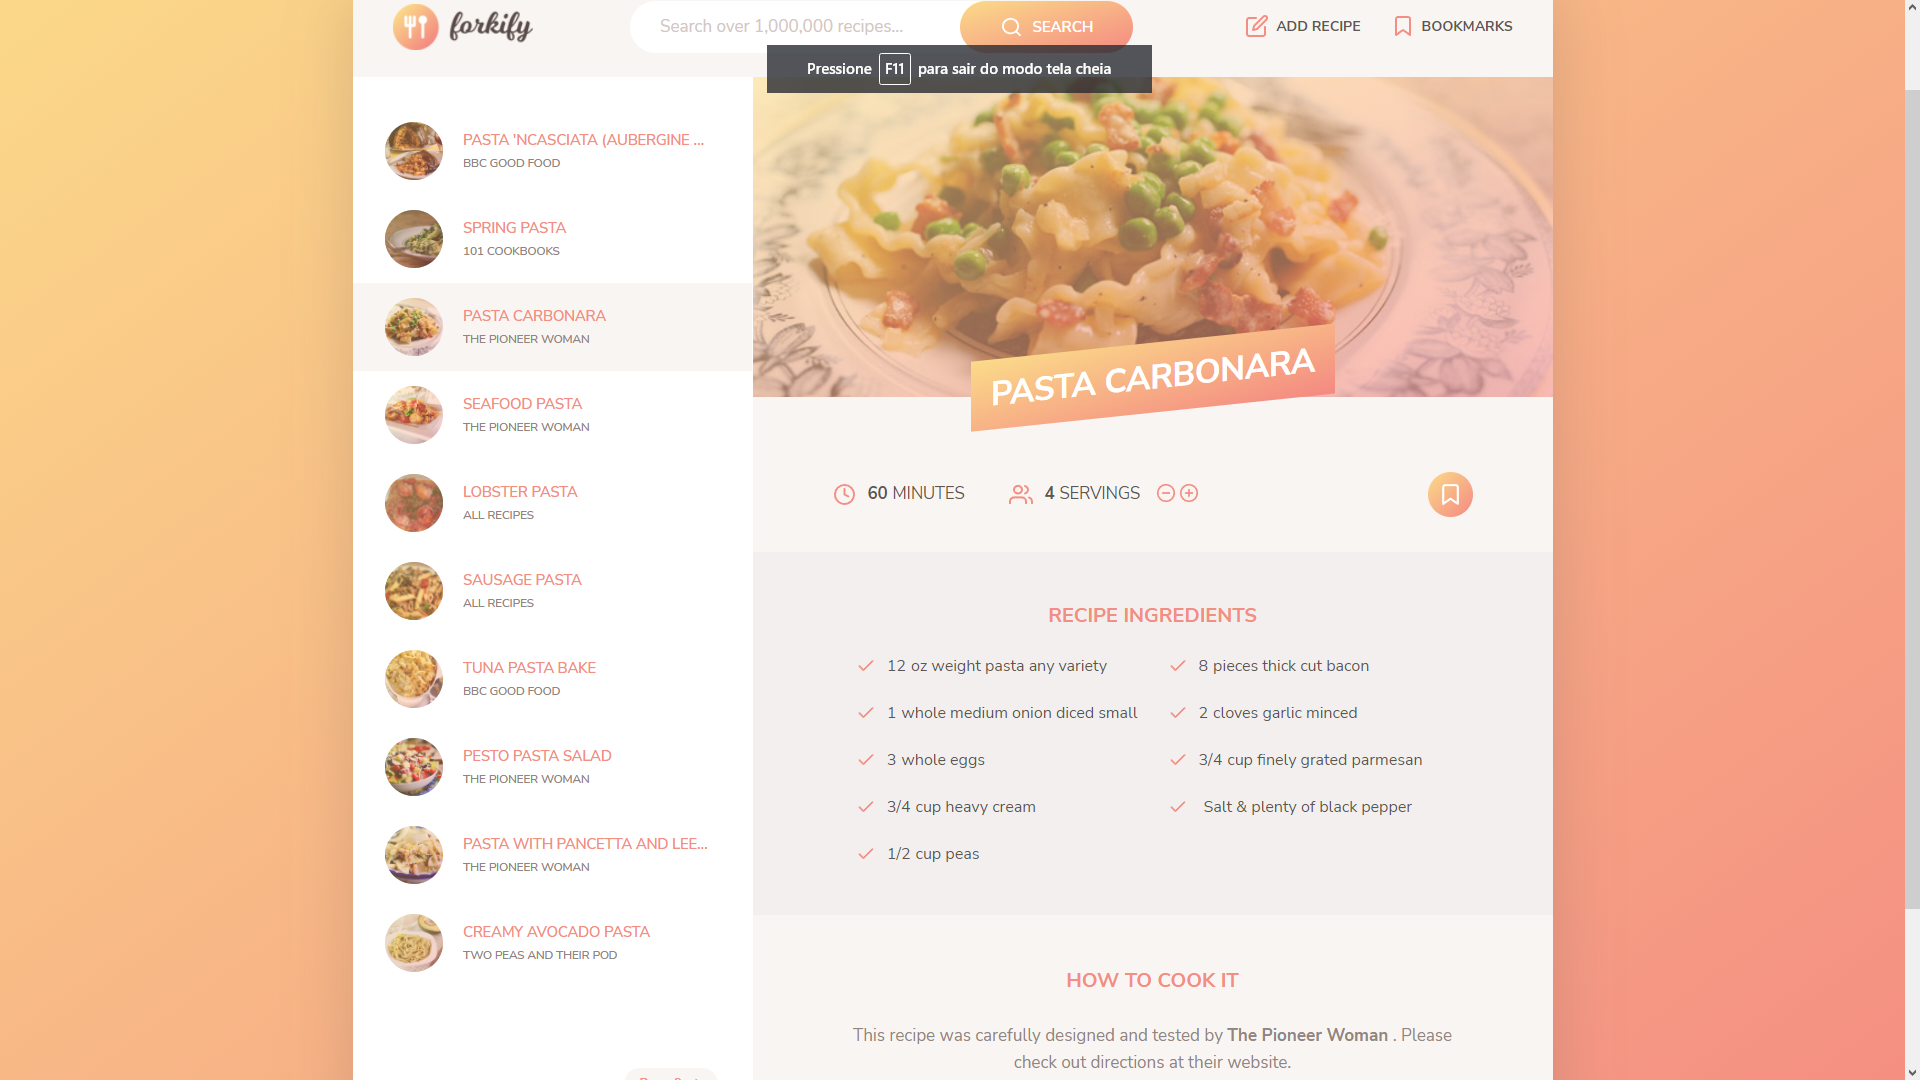 forkify
Search over 1,000,000 recipes...
SEARCH
ADD RECIPE
BOOKMARKS
Pressione F11 para sair do modo tela cheia
PASTA 'NCASCIATA (AUBERGINE ...
BBC GOOD FOOD
SPRING PASTA
101 COOKBOOKS
PASTA CARBONARA
THE PIONEER WOMAN
SEAFOOD PASTA
THE PIONEER WOMAN
LOBSTER PASTA
ALL RECIPES
SAUSAGE PASTA
ALL RECIPES
TUNA PASTA BAKE
BBC GOOD FOOD
PESTO PASTA SALAD
THE PIONEER WOMAN
PASTA WITH PANCETTA AND LEE...
THE PIONEER WOMAN
CREAMY AVOCADO PASTA
TWO PEAS AND THEIR POD
PASTA CARBONARA
60 MINUTES
4 SERVINGS
RECIPE INGREDIENTS
12 oz weight pasta any variety
8 pieces thick cut bacon
1 whole medium onion diced small
2 cloves garlic minced
3 whole eggs
3/4 cup finely grated parmesan
3/4 cup heavy cream
Salt & plenty of black pepper
1/2 cup peas
HOW TO COOK IT
This recipe was carefully designed and tested by The Pioneer Woman . Please
check out directions at their website.